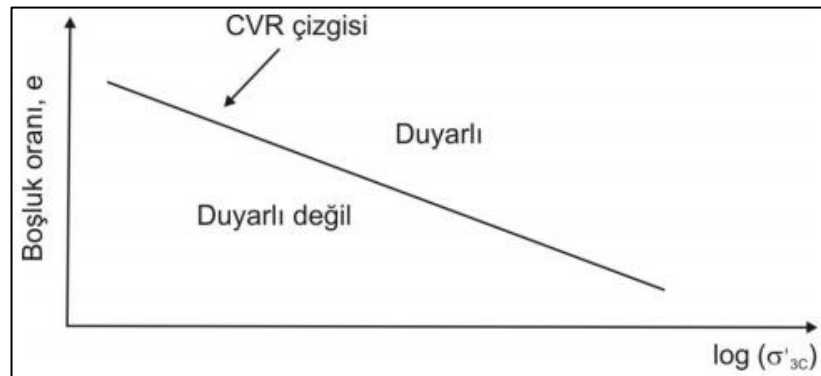 CVR çizgisi
Boşluk oranı, e
Duyarlı
Duyarlı değil
log (σ'3C)